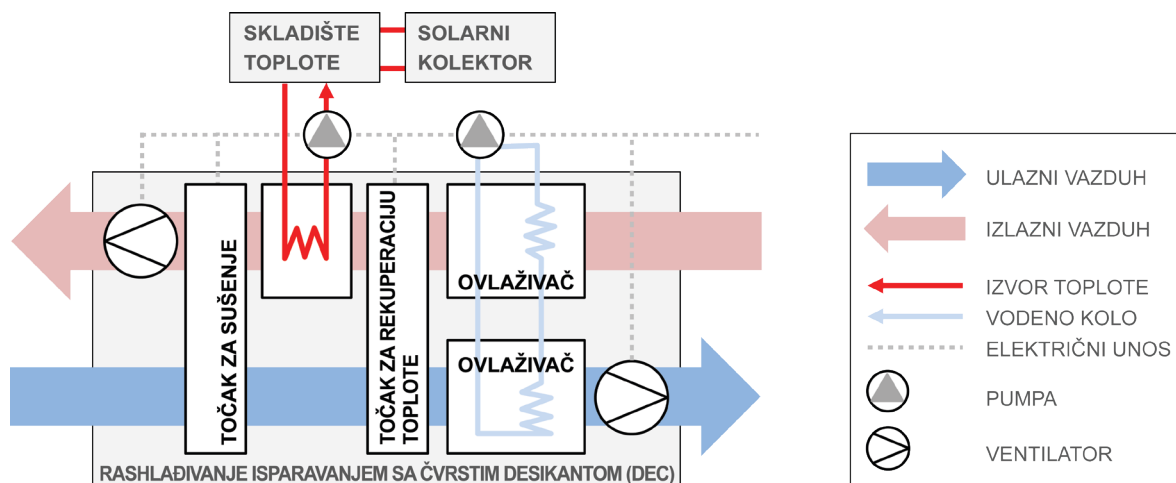 SKLADIŠTE
TOPLOTE
SOLARNI
KOLEKTOR
TOČAK ZA SUŠENJE
TOČAK ZA REKUPERACIJU
TOPLOTE
OVLAŽIVAČ
OVLAŽIVAČ
RASHLAĐIVANJE ISPARAVANJEM SA ČVRSTIM DESIKANTOM (DEC)
ULAZNI VAZDUH
IZLAZNI VAZDUH
IZVOR TOPLOTE
VODENO KOLO
ELEKTRIČNI UNOS
PUMPA
VENTILATOR